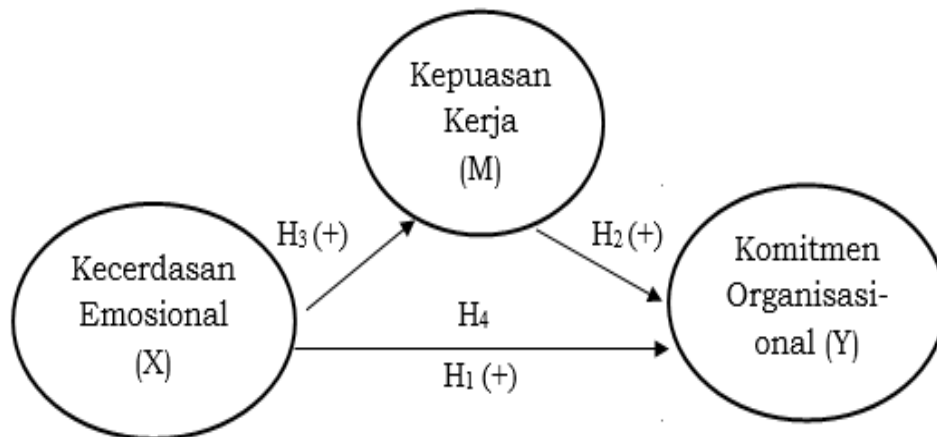 Kepuasan
Kerja
(M)
H₃ (+)
H₂ (+)
Kecerdasan
Emosional
(X)
H₄
H₁ (+)
Komitmen
Organisasi-
onal (Y)